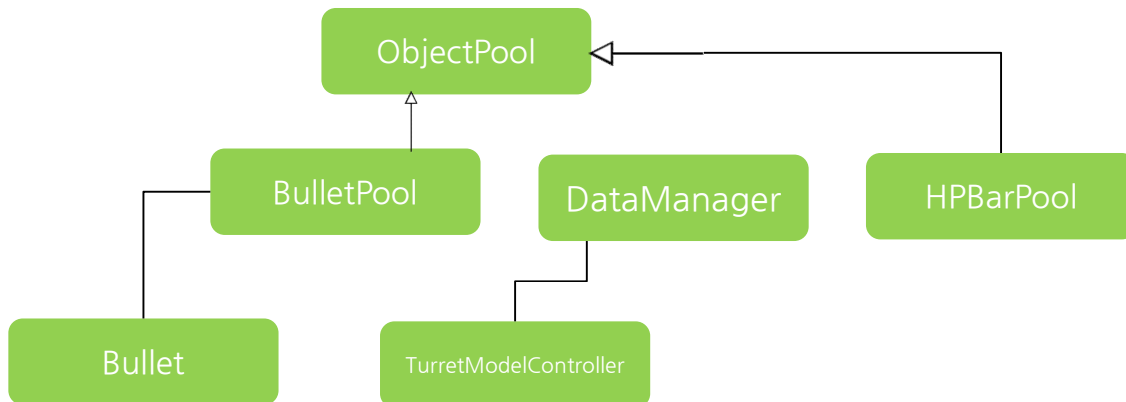 ObjectPool
BulletPool
DataManager
HPBarPool
Bullet
TurretModelController